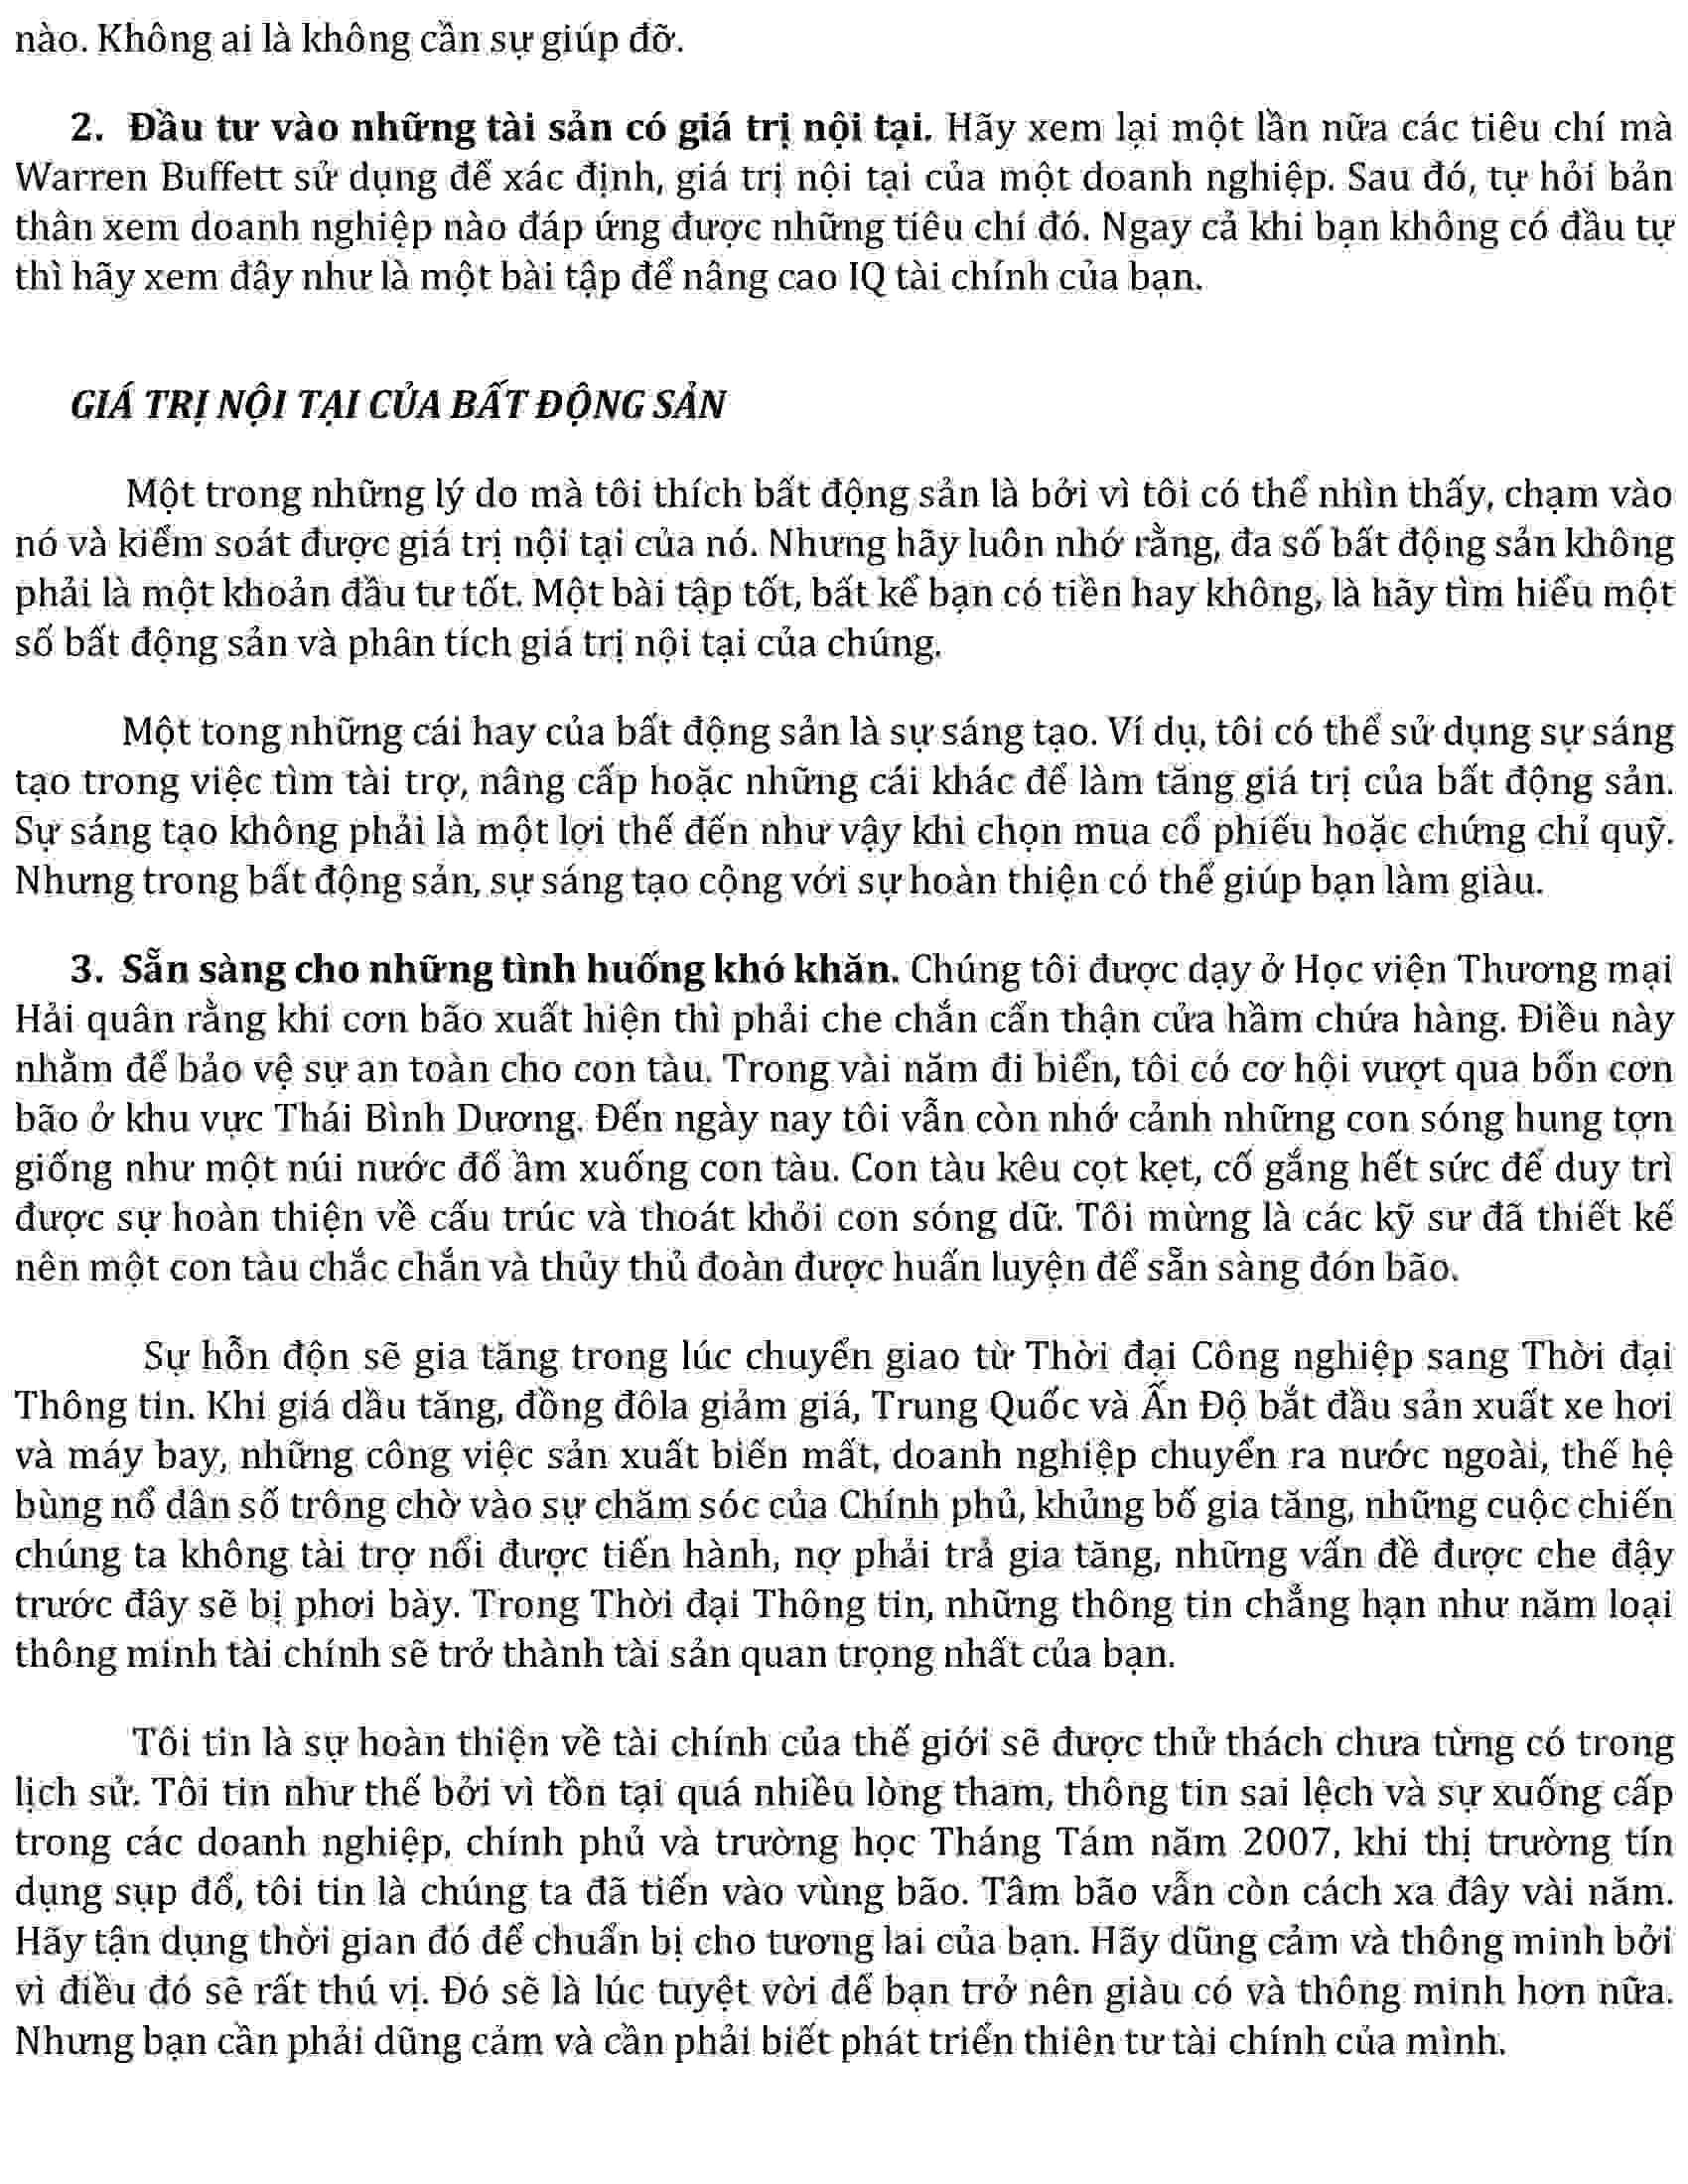 nào. Không ai là không cần sự giúp đỡ.
2. Đầu tư vào những tài sản có giá trị nội tại. Hãy xem lại một lần nữa các tiêu chí mà
Warren Buffett sử dụng để xác định, giá trị nội tại của một doanh nghiệp. Sau đó, tự hỏi bản
thân xem doanh nghiệp nào đáp ứng được những tiêu chí đó. Ngay cả khi bạn không có đầu tự
thì hãy xem đây như là một bài tập để nâng cao IQ tài chính của bạn.
GIÁ TRỊ NỘI TẠI CỦA BẤT ĐỘNG SẢN
Một trong những lý do mà tôi thích bất động sản là bởi vì tôi có thể nhìn thấy, chạm vào
nó và kiểm soát được giá trị nội tại của nó. Nhưng hãy luôn nhớ rằng, đa số bất động sản không
phải là một khoản đầu tư tốt. Một bài tập tốt, bất kể bạn có tiền hay không, là hãy tìm hiểu một
số bất động sản và phân tích giá trị nội tại của chúng.
Một tong những cái hay của bất động sản là sự sáng tạo. Ví dụ, tôi có thể sử dụng sự sáng
tạo trong việc tìm tài trợ, nâng cấp hoặc những cái khác để làm tăng giá trị của bất động sản.
Sự sáng tạo không phải là một lợi thế đến như vậy khi chọn mua cổ phiếu hoặc chứng chỉ quỹ.
Nhưng trong bất động sản, sự sáng tạo cộng với sự hoàn thiện có thể giúp bạn làm giàu.
3. Sẵn sàng cho những tình huống khó khăn. Chúng tôi được dạy ở Học viện Thương mại
Hải quân rằng khi cơn bão xuất hiện thì phải che chắn cẩn thận cửa hầm chứa hàng. Điều này
nhằm để bảo vệ sự an toàn cho con tàu. Trong vài năm đi biển, tôi có cơ hội vượt qua bốn cơn
bão ở khu vực Thái Bình Dương. Đến ngày nay tôi vẫn còn nhớ cảnh những con sóng hung tợn
giống như một núi nước đổ ầm xuống con tàu. Con tàu kêu cọt kẹt, cố gắng hết sức để duy trì
được sự hoàn thiện về cấu trúc và thoát khỏi con sóng dữ. Tôi mừng là các kỹ sư đã thiết kế
nên một con tàu chắc chắn và thủy thủ đoàn được huấn luyện để sẵn sàng đón bão.
Sự hỗn độn sẽ gia tăng trong lúc chuyển giao từ Thời đại Công nghiệp sang Thời đại
Thông tin. Khi giá dầu tăng, đồng đôla giảm giá, Trung Quốc và Ấn Độ bắt đầu sản xuất xe hơi
và máy bay, những công việc sản xuất biến mất, doanh nghiệp chuyển ra nước ngoài, thế hệ
bùng nổ dân số trông chờ vào sự chăm sóc của Chính phủ, khủng bố gia tăng, những cuộc chiến
chúng ta không tài trợ nổi được tiến hành, nợ phải trả gia tăng, những vấn đề được che đậy
trước đây sẽ bị phơi bày. Trong Thời đại Thông tin, những thông tin chẳng hạn như năm loại
thông minh tài chính sẽ trở thành tài sản quan trọng nhất của bạn.
Tôi tin là sự hoàn thiện về tài chính của thế giới sẽ được thử thách chưa từng có trong
lịch sử. Tôi tin như thế bởi vì tồn tại quá nhiều lòng tham, thông tin sai lệch và sự xuống cấp
trong các doanh nghiệp, chính phủ và trường học Tháng Tám năm 2007, khi thị trường tín
dụng sụp đổ, tôi tin là chúng ta đã tiến vào vùng bão. Tâm bão vẫn còn cách xa đây vài năm.
Hãy tận dụng thời gian đó để chuẩn bị cho tương lai của bạn. Hãy dũng cảm và thông minh bởi
vì điều đó sẽ rất thú vị. Đó sẽ là lúc tuyệt vời để bạn trở nên giàu có và thông minh hơn nữa.
Nhưng bạn cần phải dũng cảm và cần phải biết phát triển thiên tư tài chính của mình.